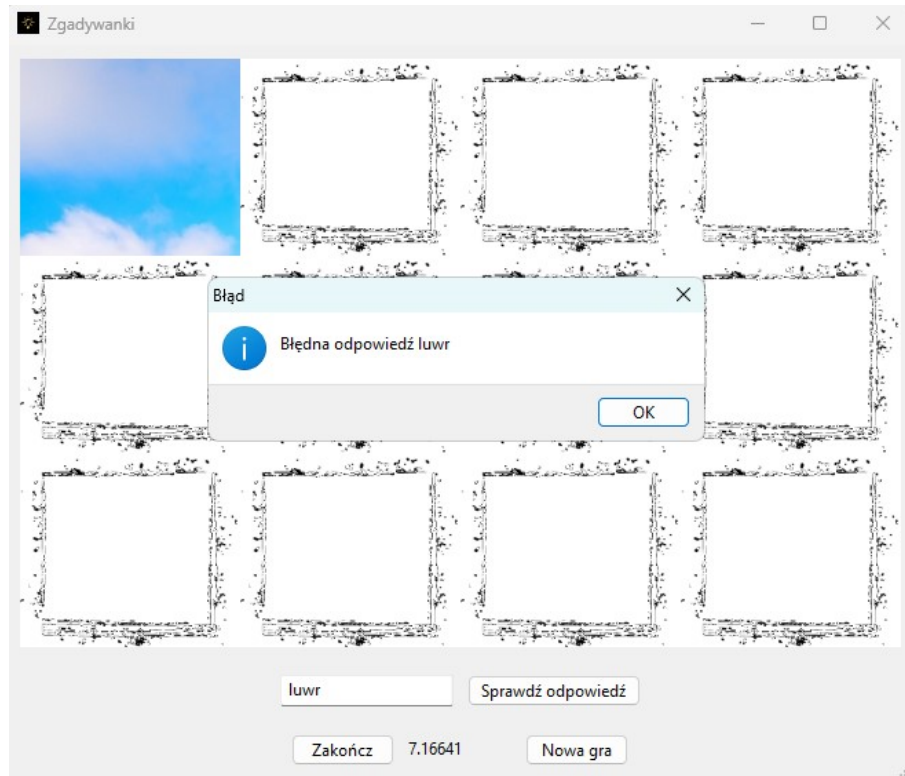 Zgadywanki
Błąd
Błędna odpowiedź luwr
OK
luwr
Sprawdź odpowiedź
Zakończ
7.16641
Nowa gra